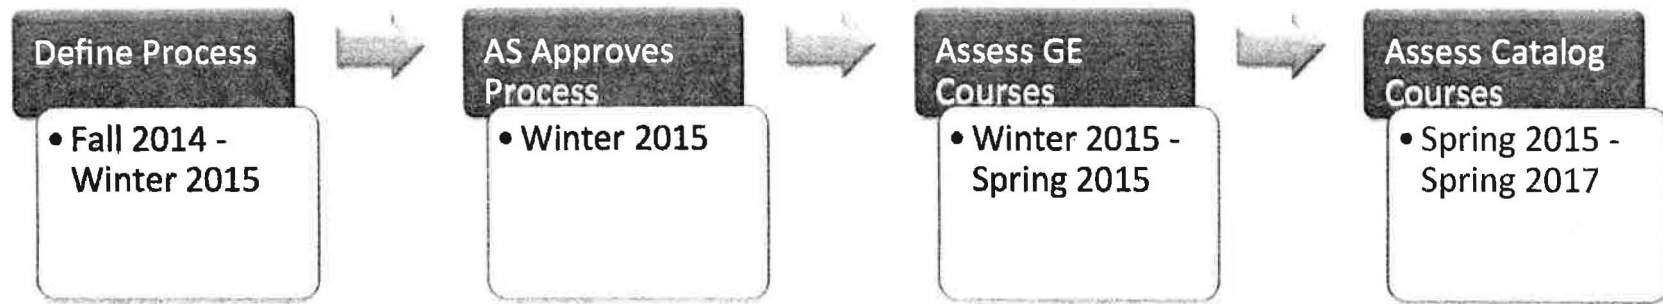 Define Process
• Fall 2014 -
Winter 2015
AS Approves
Process
• Winter 2015
Assess GE
Courses
• Winter 2015 -
Spring 2015
Assess Catalog
Courses
• Spring 2015 -
Spring 2017